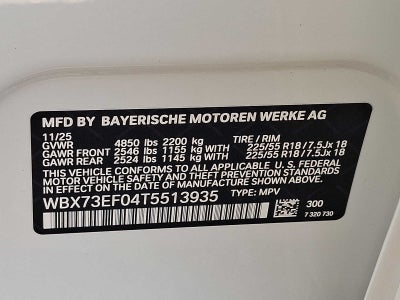 MFD BY BAYERISCHE MOTOREN WERKE AG
11/25
GVWR 4850 lbs 2200 kg TIRE / RIM
GAWR FRONT 2546 lbs 1155 kg 225/55 R18 / 7.5Jx 18
GAWR REAR 2524 lbs 1145 kg 225/55 R18 / 7.5Jx 18
THIS VEHICLE CONFORMS TO ALL APPLICABLE U.S. FEDERAL
MOTOR VEHICLE SAFETY, BUMPER, AND THEFT PREVENTION STANDARDS
IN EFFECT ON THE DATE OF MANUFACTURE SHOWN ABOVE.
WBX73EF04T5513935 TYPE: MPV
300
7 320 730